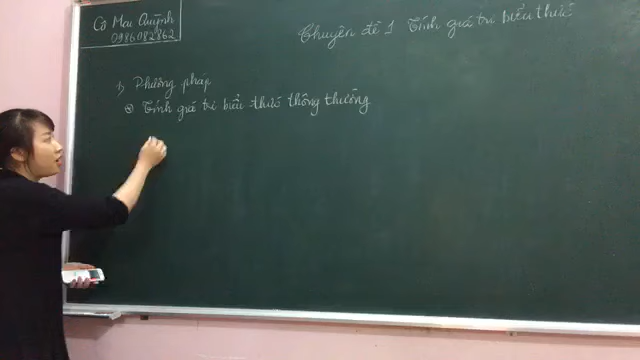 Cô Mai Quỳnh
0986082862
Chuyên đề 1 Tính giá trị biểu thức
1) Phương pháp
* Tính giá trị biểu thức thông thường